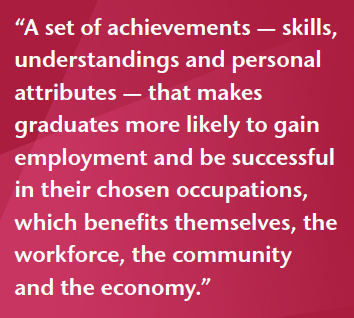 “A set of achievements — skills,
understandings and personal
attributes — that makes
graduates more likely to gain
employment and be successful
in their chosen occupations,
which benefits themselves, the
workforce, the community
and the economy.”